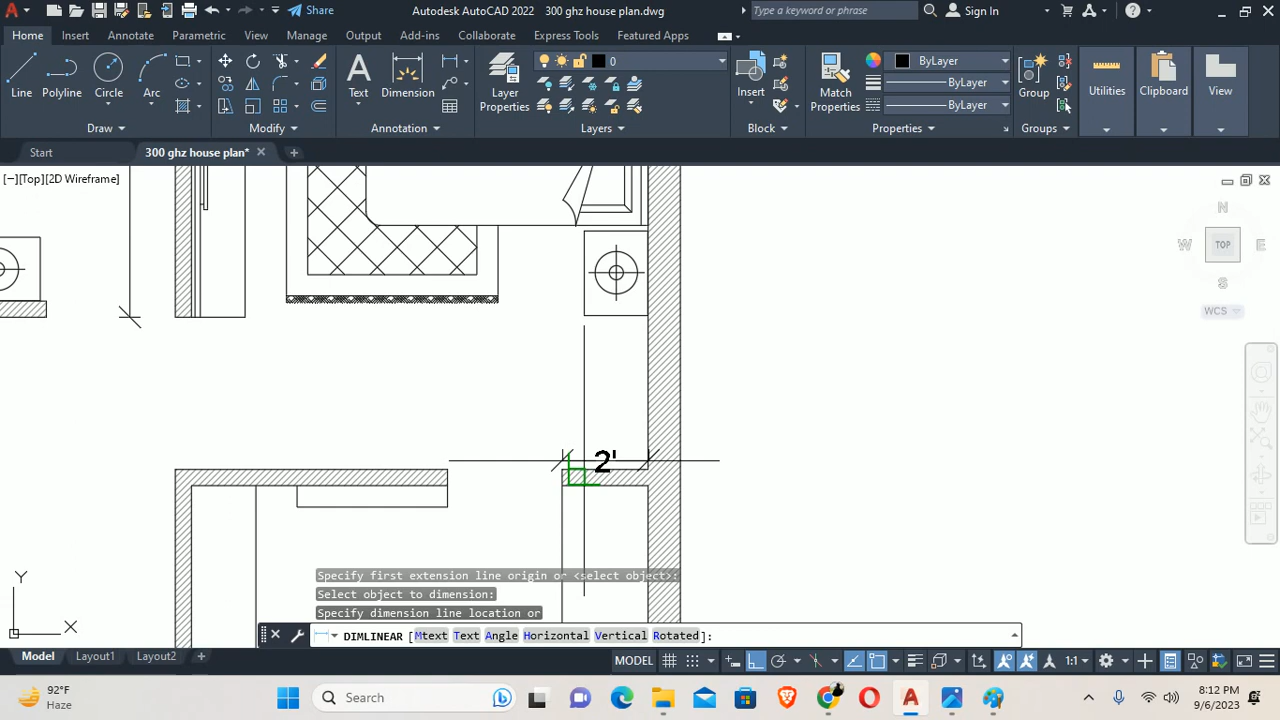 Share
Autodesk AutoCAD 2022   300 ghz house plan.dwg
Type a keyword or phrase
Sign In
Home Insert Annotate Parametric View Manage Output Add-ins Collaborate Express Tools Featured Apps
Line Polyline Circle Arc
Text Dimension
Layer Properties
0
Insert
Match Properties
ByLayer
ByLayer
ByLayer
Group
Utilities
Clipboard
View
Draw Modify Annotation Layers Block Properties Groups
Start
300 ghz house plan*
[−][Top][2D Wireframe]
N
W TOP E
S
WCS
2'
Y
X
Specify first extension line origin or <select object>:
Select object to dimension:
Specify dimension line location or
DIMLINEAR [Mtext Text Angle Horizontal Vertical Rotated]:
Model Layout1 Layout2
MODEL
1:1
92°F
Haze
Search
8:12 PM
9/6/2023